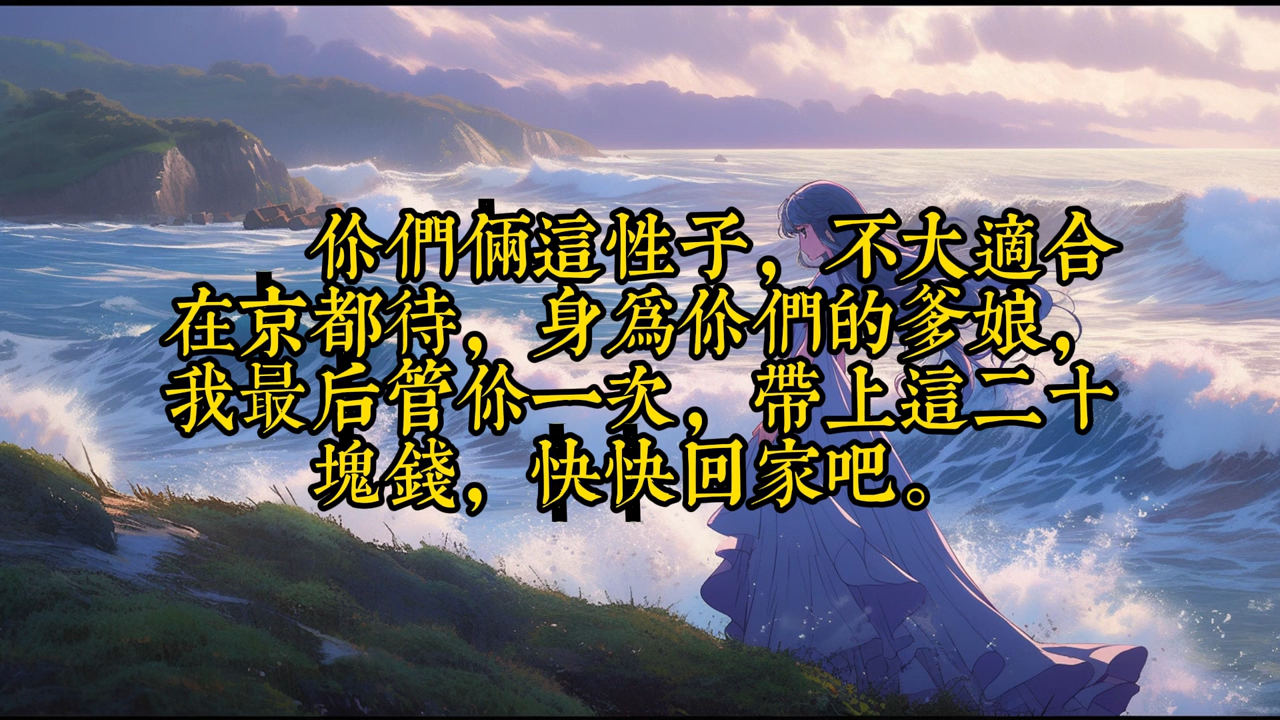 你們倆這性子，不大適合
在京都待，身爲你們的爹娘，
我最后管你一次，帶上這二十
塊錢，快快回家吧。